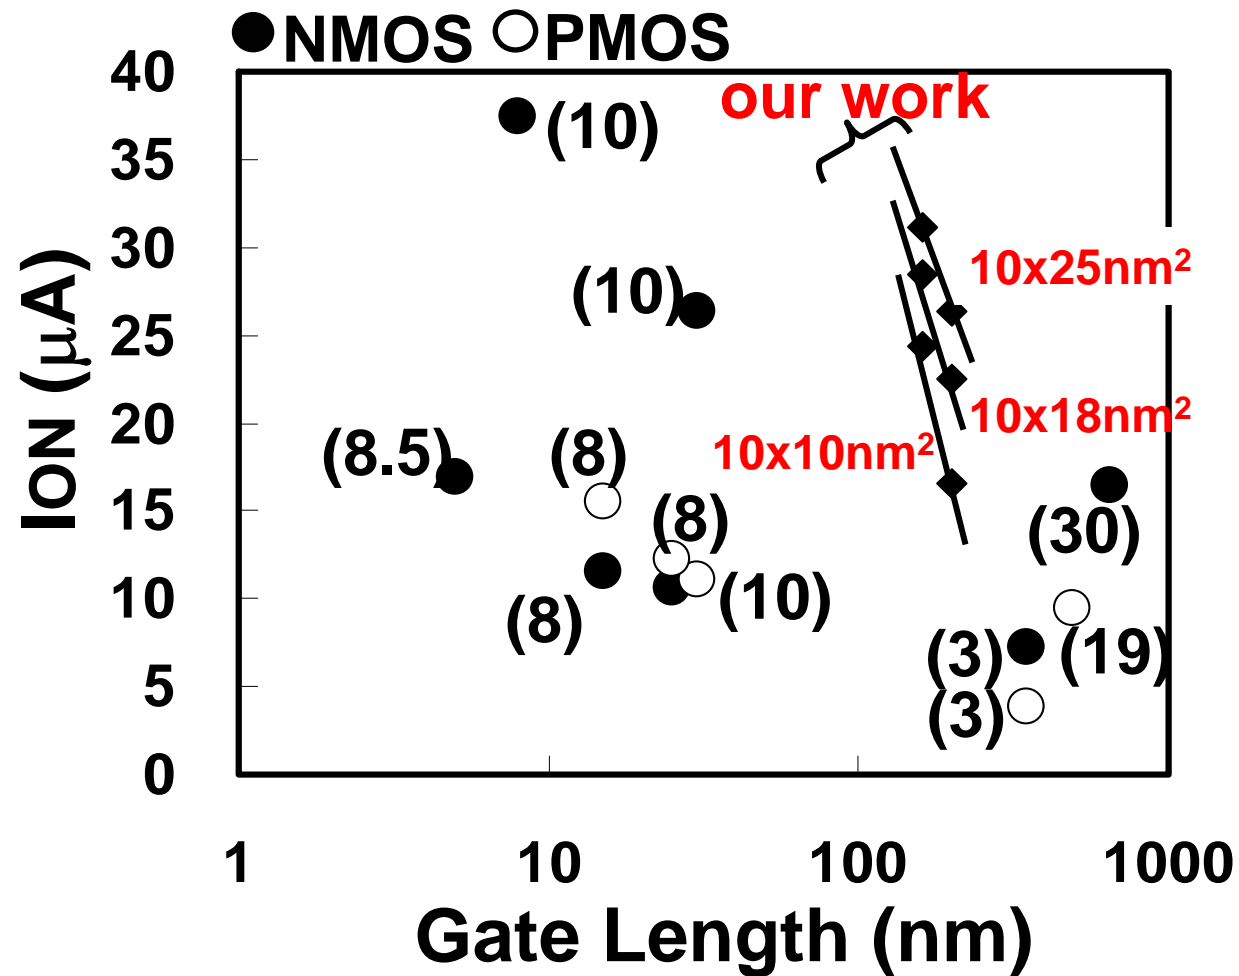 NMOS PMOS
40
our work
(10)
35
30
10x25nm²
(10)
25
20
10x18nm²
10x10nm²
(8.5)
(8)
15
(8)
(30)
10
(10)
(8)
(3)
(19)
5
(3)
0
ION (μA)
1 10 100 1000
Gate Length (nm)